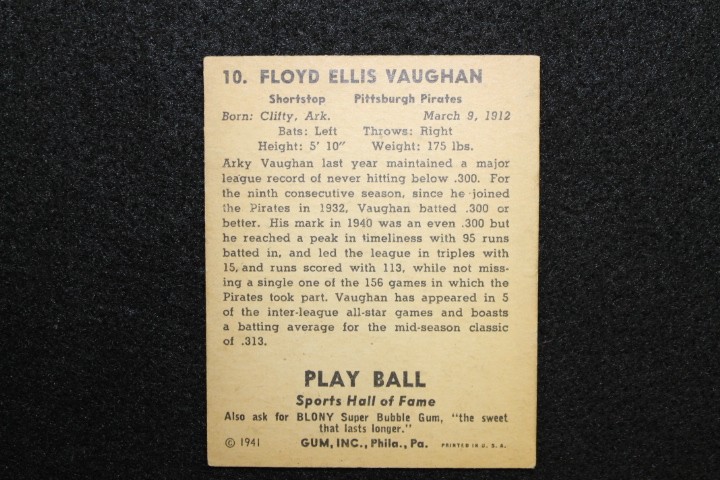 10. FLOYD ELLIS VAUGHAN
Shortstop Pittsburgh Pirates
Born: Clifty, Ark. March 9, 1912
Bats: Left Throws: Right
Height: 5' 10" Weight: 175 lbs.
Arky Vaughan last year maintained a major
league record of never hitting below .300. For
the ninth consecutive season, since he joined
the Pirates in 1932, Vaughan batted .300 or
better. His mark in 1940 was an even .300 but
he reached a peak in timeliness with 95 runs
batted in, and led the league in triples with
15, and runs scored with 113, while not miss-
ing a single one of the 156 games in which the
Pirates took part. Vaughan has appeared in 5
of the inter-league all-star games and boasts
a batting average for the mid-season classic
of .313.
PLAY BALL
Sports Hall of Fame
Also ask for BLONY Super Bubble Gum, "the sweet
that lasts longer."
© 1941 GUM, INC., Phila., Pa. PRINTED IN U. S. A.